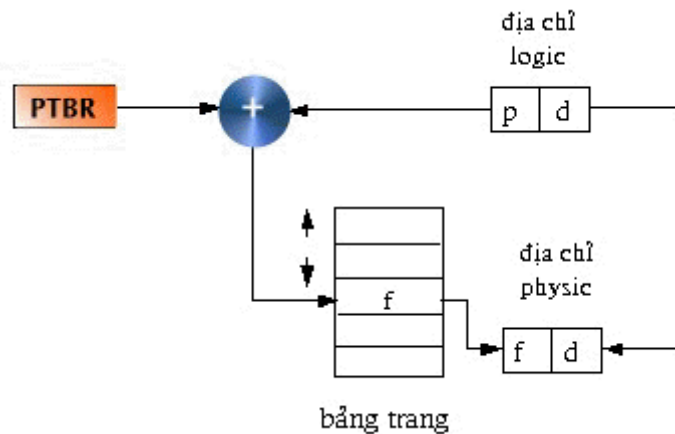 địa chỉ
logic
PTBR
+
p d
địa chỉ
physic
f
f d
bảng trang